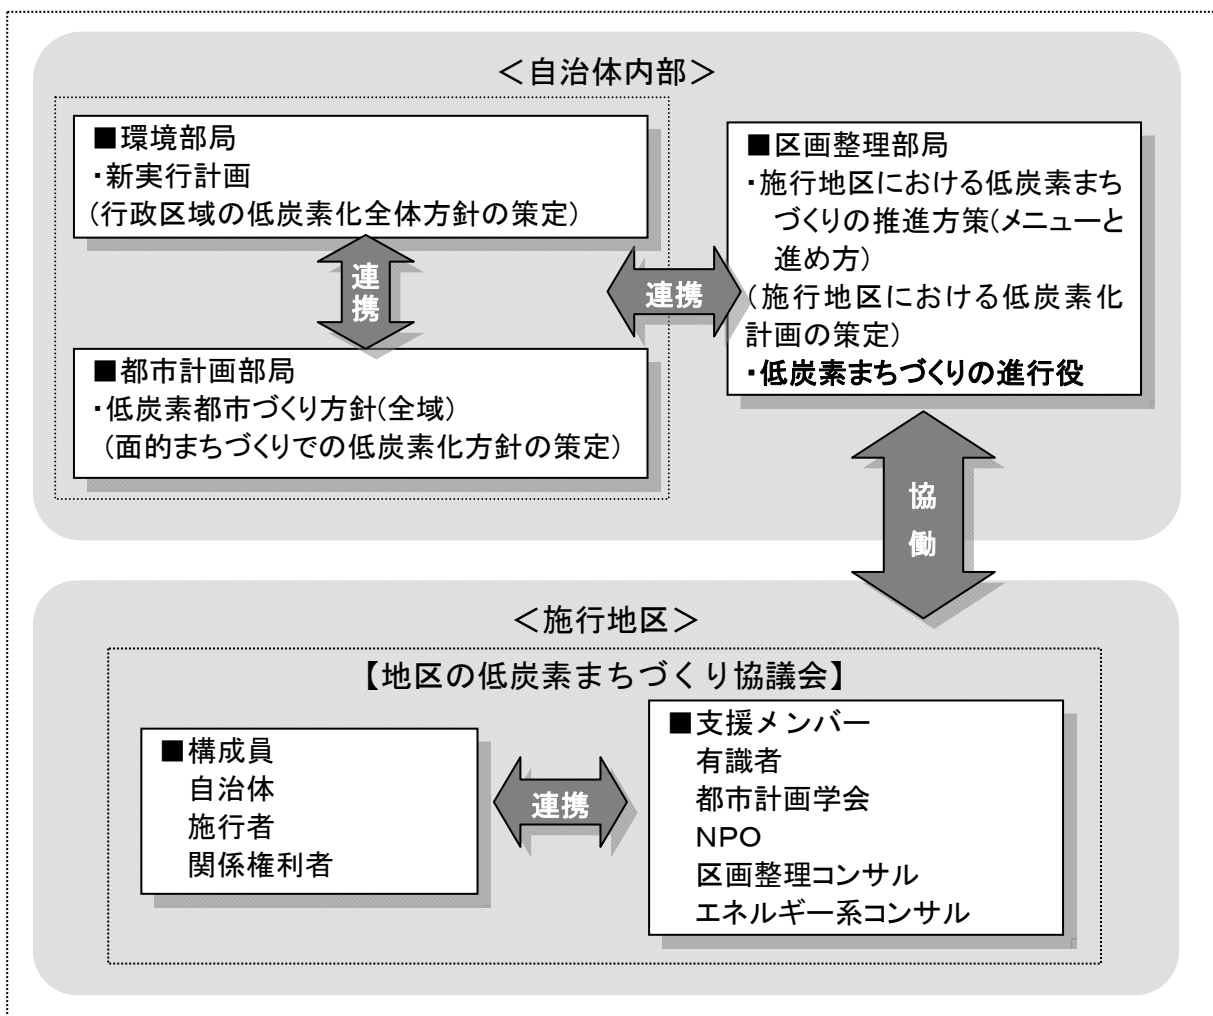 ＜自治体内部＞
■環境部局
・新実行計画
(行政区域の低炭素化全体方針の策定)
連携
■都市計画部局
・低炭素都市づくり方針(全域)
(面的まちづくりでの低炭素化方針の策定)
連携
■区画整理部局
・施行地区における低炭素まち
づくりの推進方策(メニューと
進め方)
(施行地区における低炭素化
計画の策定)
・低炭素まちづくりの進行役
協働
＜施行地区＞
【地区の低炭素まちづくり協議会】
■構成員
自治体
施行者
関係権利者
連携
■支援メンバー
有識者
都市計画学会
ＮＰＯ
区画整理コンサル
エネルギー系コンサル